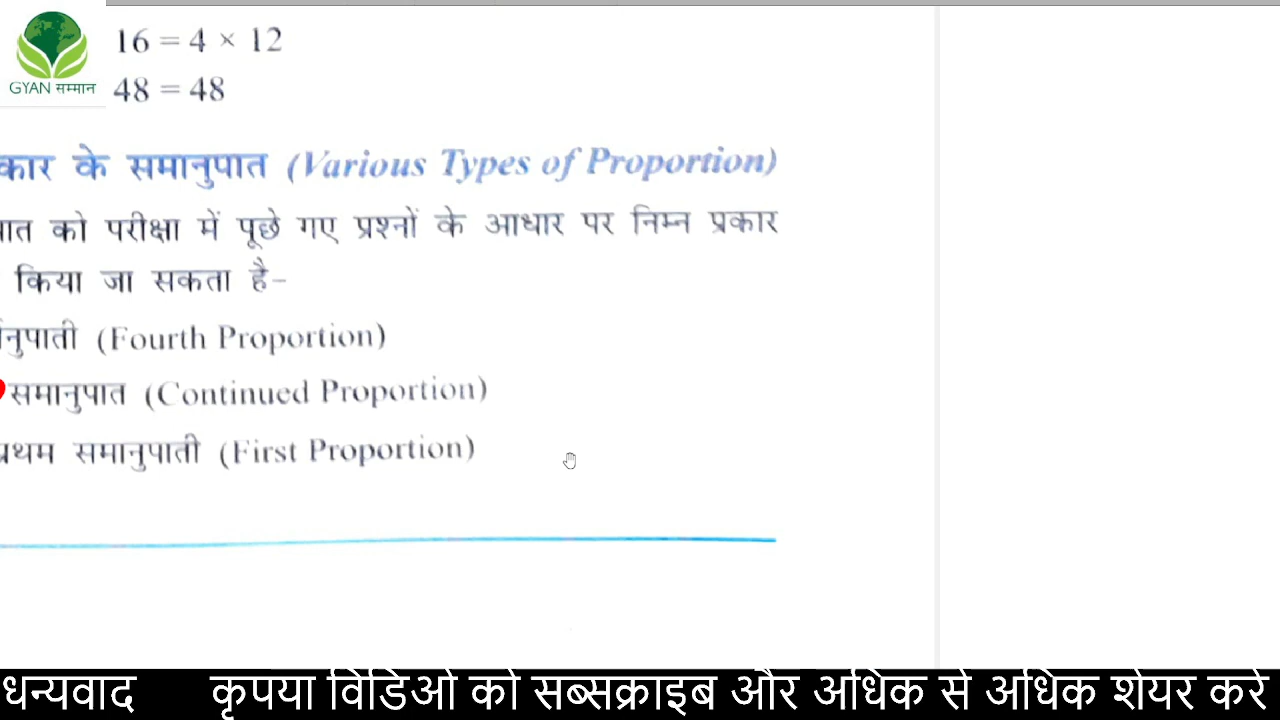 16 = 4 × 12
GYAN सम्मान
48 = 48
कार के समानुपात (Various Types of Proportion)
पात को परीक्षा में पूछे गए प्रश्नों के आधार पर निम्न प्रकार
किया जा सकता है-
र्नुपाती (Fourth Proportion)
समानुपात (Continued Proportion)
प्रथम समानुपाती (First Proportion)
धन्यवाद कृपया विडिओ को सब्सक्राइब और अधिक से अधिक शेयर करे